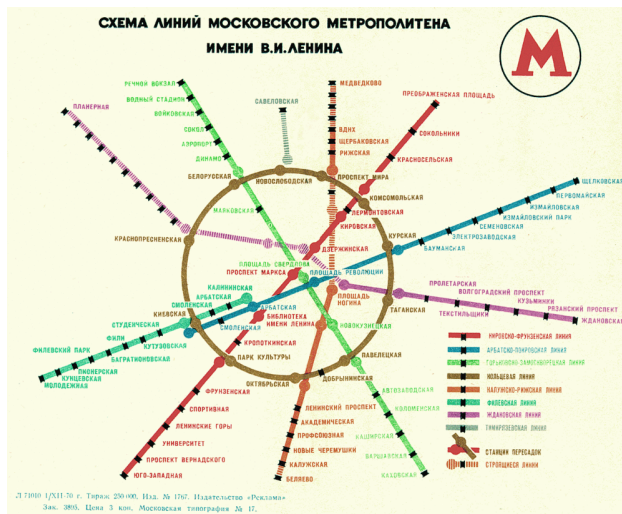 СХЕМА ЛИНИЙ МОСКОВСКОГО МЕТРОПОЛИТЕНА
ИМЕНИ В.И.ЛЕНИНА
М
РЕЧНОЙ ВОКЗАЛ
ВОДНЫЙ СТАДИОН
ВОЙКОВСКАЯ
СОКОЛ
АЭРОПОРТ
ДИНАМО
БЕЛОРУССКАЯ
МАЯКОВСКАЯ
ПЛАНЕРНАЯ
САВЕЛОВСКАЯ
НОВОСЛОБОДСКАЯ
МЕДВЕДКОВО
ВДНХ
ЩЕРБАКОВСКАЯ
РИЖСКАЯ
ПРОСПЕКТ МИРА
ПРЕОБРАЖЕНСКАЯ ПЛОЩАДЬ
СОКОЛЬНИКИ
КРАСНОСЕЛЬСКАЯ
КОМСОМОЛЬСКАЯ
ЛЕРМОНТОВСКАЯ
КИРОВСКАЯ
ДЗЕРЖИНСКАЯ
ЩЕЛКОВСКАЯ
ПЕРВОМАЙСКАЯ
ИЗМАЙЛОВСКАЯ
ИЗМАЙЛОВСКИЙ ПАРК
СЕМЕНОВСКАЯ
ЭЛЕКТРОЗАВОДСКАЯ
БАУМАНСКАЯ
КУРСКАЯ
КРАСНОПРЕСНЕНСКАЯ
ПЛОЩАДЬ СВЕРДЛОВА
ПРОСПЕКТ МАРКСА
ПЛОЩАДЬ РЕВОЛЮЦИИ
ПЛОЩАДЬ
НОГИНА
ПРОЛЕТАРСКАЯ
ВОЛГОГРАДСКИЙ ПРОСПЕКТ
ТЕКСТИЛЬЩИКИ
КУЗЬМИНКИ
РЯЗАНСКИЙ ПРОСПЕКТ
ЖДАНОВСКАЯ
ТАГАНСКАЯ
КАЛИНИНСКАЯ
АРБАТСКАЯ
СМОЛЕНСКАЯ
КИЕВСКАЯ
СТУДЕНЧЕСКАЯ
КУТУЗОВСКАЯ
ФИЛИ
БАГРАТИОНОВСКАЯ
ФИЛЕВСКИЙ ПАРК
ПИОНЕРСКАЯ
КУНЦЕВСКАЯ
МОЛОДЕЖНАЯ
АРБАТСКАЯ
СМОЛЕНСКАЯ
БИБЛИОТЕКА
ИМЕНИ ЛЕНИНА
КРОПОТКИНСКАЯ
ПАРК КУЛЬТУРЫ
ФРУНЗЕНСКАЯ
СПОРТИВНАЯ
ЛЕНИНСКИЕ ГОРЫ
УНИВЕРСИТЕТ
ПРОСПЕКТ ВЕРНАДСКОГО
ЮГО-ЗАПАДНАЯ
НОВОКУЗНЕЦКАЯ
ПАВЕЛЕЦКАЯ
ДОБРЫНИНСКАЯ
ОКТЯБРЬСКАЯ
ЛЕНИНСКИЙ ПРОСПЕКТ
АКАДЕМИЧЕСКАЯ
ПРОФСОЮЗНАЯ
НОВЫЕ ЧЕРЕМУШКИ
КАЛУЖСКАЯ
БЕЛЯЕВО
АВТОЗАВОДСКАЯ
КОЛОМЕНСКАЯ
КАШИРСКАЯ
ВАРШАВСКАЯ
КАХОВСКАЯ
КИРОВСКО-ФРУНЗЕНСКАЯ ЛИНИЯ
АРБАТСКО-ПОКРОВСКАЯ ЛИНИЯ
ГОРЬКОВСКО-ЗАМОСКВОРЕЦКАЯ ЛИНИЯ
КОЛЬЦЕВАЯ ЛИНИЯ
КАЛУЖСКО-РИЖСКАЯ ЛИНИЯ
ФИЛЕВСКАЯ ЛИНИЯ
ЖДАНОВСКАЯ ЛИНИЯ
ТИМИРЯЗЕВСКАЯ ЛИНИЯ
СТАНЦИИ ПЕРЕСАДОК
СТРОЯЩИЕСЯ ЛИНИИ
Л 71010 1/XII-70 г. Тираж 250 000. Изд. № 1767. Издательство «Реклама»
Зак. 3895. Цена 3 коп. Московская типография № 17.